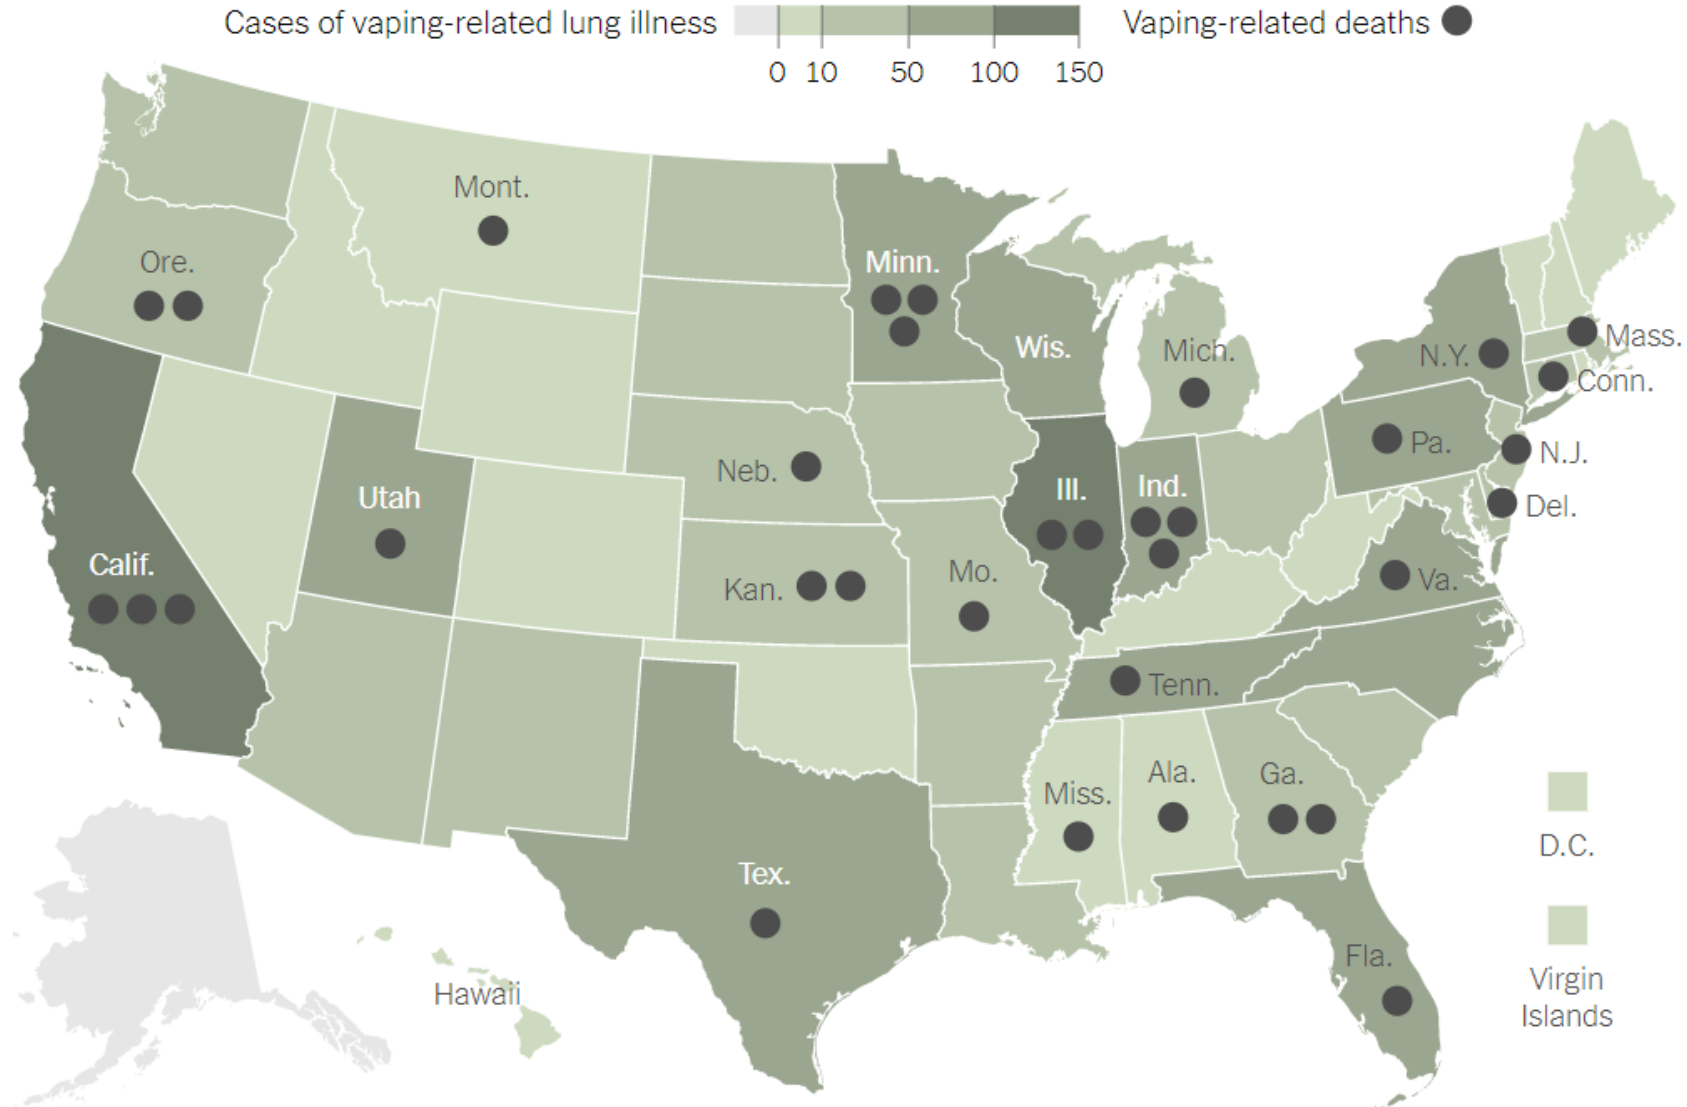 Cases of vaping-related lung illness
Vaping-related deaths
0 10 50 100 150
Mont.
Ore.
Minn.
Wis.
Mich.
N.Y.
Mass.
Conn.
Pa.
N.J.
Neb.
Utah
Ill.
Ind.
Del.
Calif.
Kan.
Mo.
Va.
Tenn.
Miss.
Ala.
Ga.
D.C.
Tex.
Fla.
Hawaii
Virgin
Islands